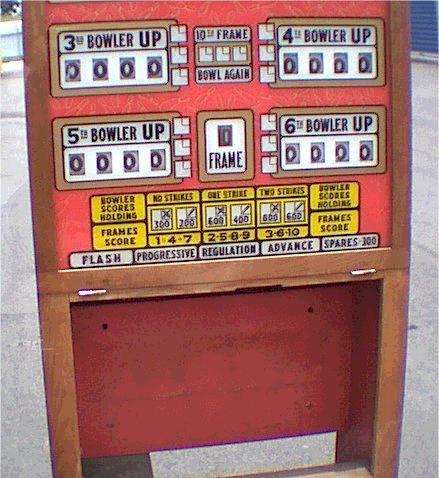 3RD BOWLER UP
10TH FRAME
4TH BOWLER UP
0 0 0 0
BOWL AGAIN
0 0 0 0
5TH BOWLER UP
0
FRAME
6TH BOWLER UP
0 0 0 0
0 0 0 0
BOWLER SCORES HOLDING
NO STRIKES
ONE STRIKE
TWO STRIKES
BOWLER SCORES HOLDING
300 200
600 400
800 600
FRAMES SCORE
1-4-7
2-5-8-9
3-6-10
FRAMES SCORE
FLASH
PROGRESSIVE
REGULATION
ADVANCE
SPARES-300